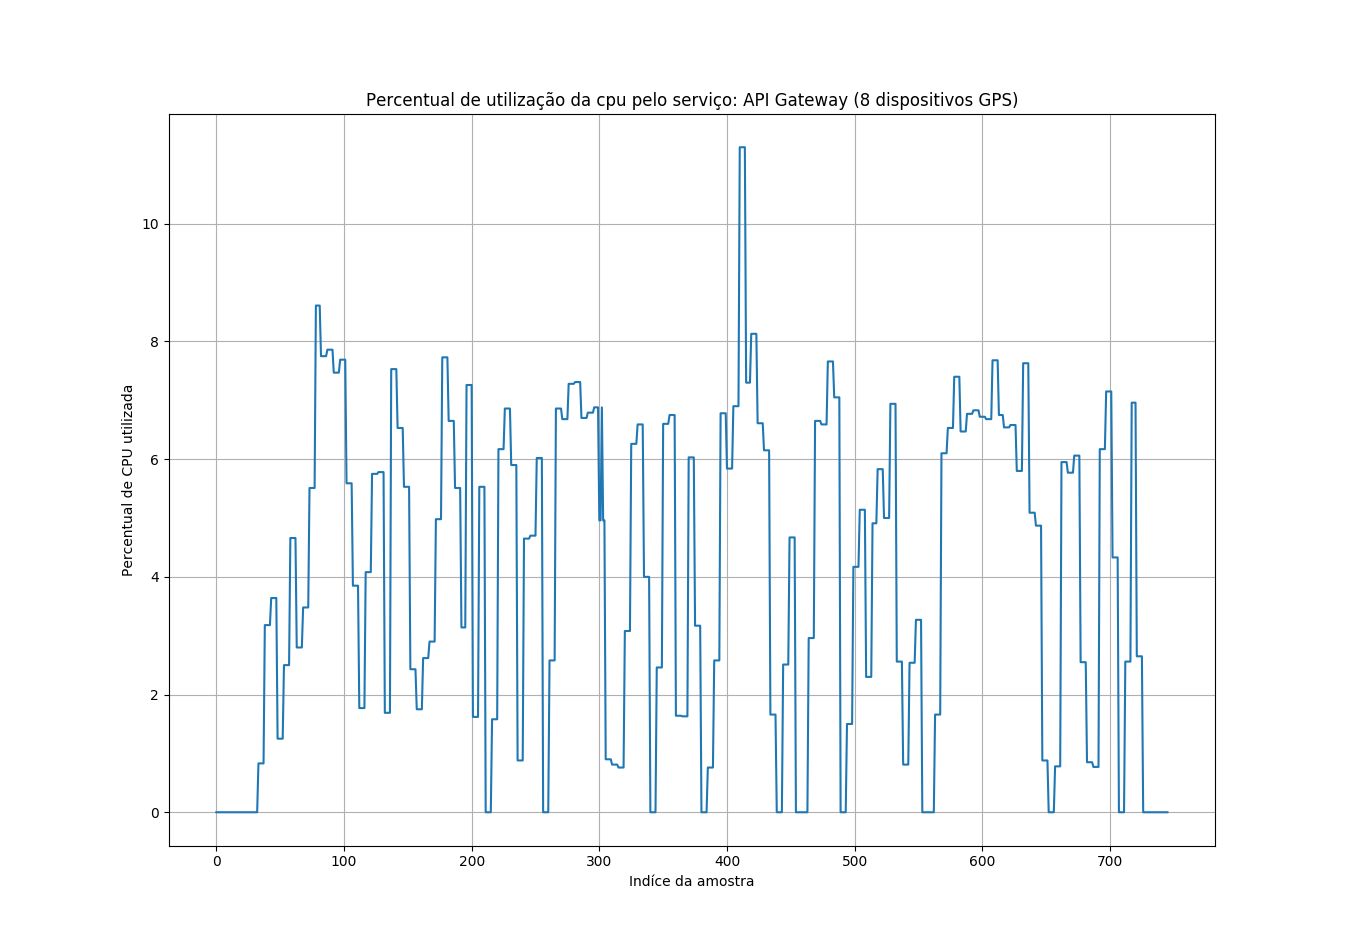 Percentual de utilização da cpu pelo serviço: API Gateway (8 dispositivos GPS)
Percentual de CPU utilizada
10
8
6
4
2
0
0 100 200 300 400 500 600 700
Indíce da amostra